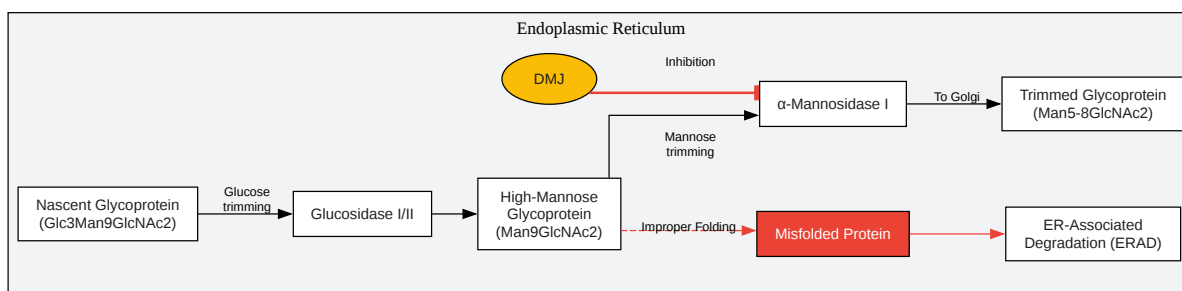 Endoplasmic Reticulum
DMJ
Inhibition
α-Mannosidase I
To Golgi
Trimmed Glycoprotein
(Man5-8GlcNAc2)
Mannose
trimming
Nascent Glycoprotein
(Glc3Man9GlcNAc2)
Glucose
trimming
Glucosidase I/II
High-Mannose
Glycoprotein
(Man9GlcNAc2)
Improper Folding
Misfolded Protein
ER-Associated
Degradation (ERAD)